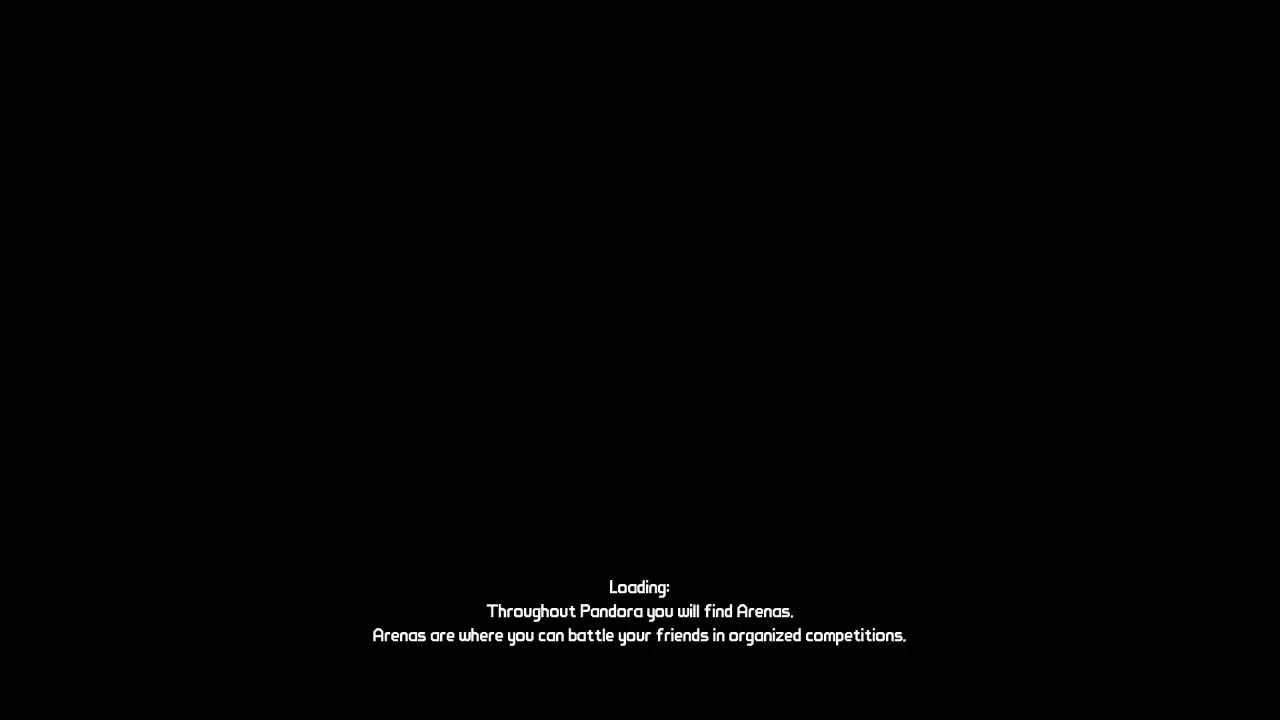 Loading:
Throughout Pandora you will find Arenas.
Arenas are where you can battle your friends in organized competitions.